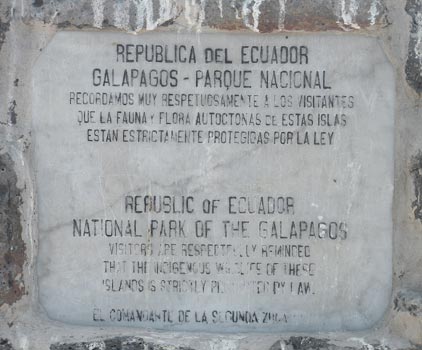 REPUBLICA DEL ECUADOR
GALAPAGOS - PARQUE NACIONAL
RECORDAMOS MUY RESPETUOSAMENTE A LOS VISITANTES
QUE LA FAUNA Y FLORA AUTOCTONAS DE ESTAS ISLAS
ESTAN ESTRICTAMENTE PROTEGIDAS POR LA LEY
REPUBLIC OF ECUADOR
NATIONAL PARK OF THE GALAPAGOS
VISITORS ARE RESPECTFULLY REMINDED
THAT THE INDIGENOUS WILDLIFE OF THESE
ISLANDS IS STRICTLY BY LAW.
EL COMANDANTE DE LA SEGUNDA ZONA